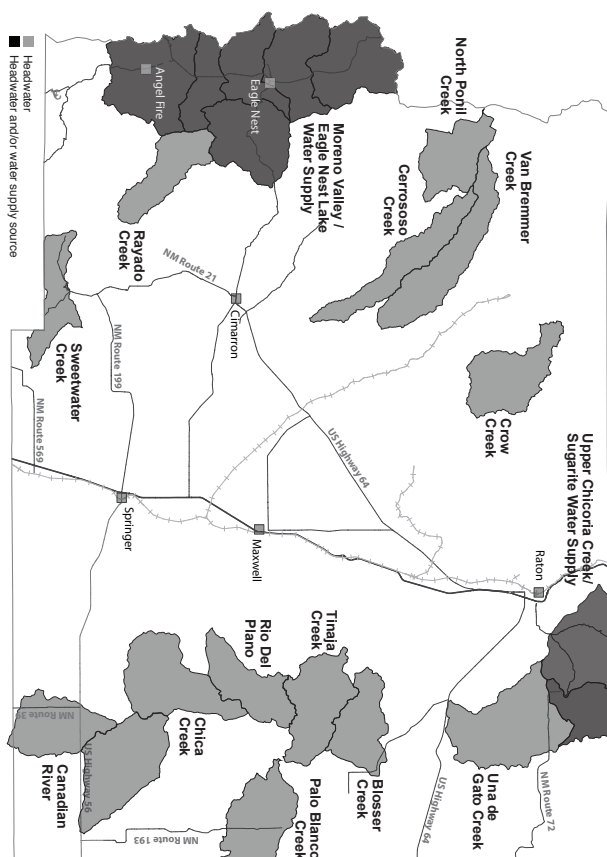 Headwater
Headwater and/or water supply source
Angel Fire
Eagle Nest
Moreno Valley /
Eagle Nest Lake
Water Supply
North Ponil
Creek
Van Bremmer
Creek
Cerrososo
Creek
Rayado
Creek
Sweetwater
Creek
NM Route 21
Cimarron
NM Route 199
NM Route 569
US Highway 64
Crow
Creek
Upper Chicoria Creek/
Sugarite Water Supply
Raton
Maxwell
Springer
Tinaja
Creek
Rio Del
Plano
Chica
Creek
Canadian
River
NM Route 39
US Highway 56
NM Route 193
Palo Blanco
Creek
Blosser
Creek
US Highway 64
Una de
Gato Creek
NM Route 72